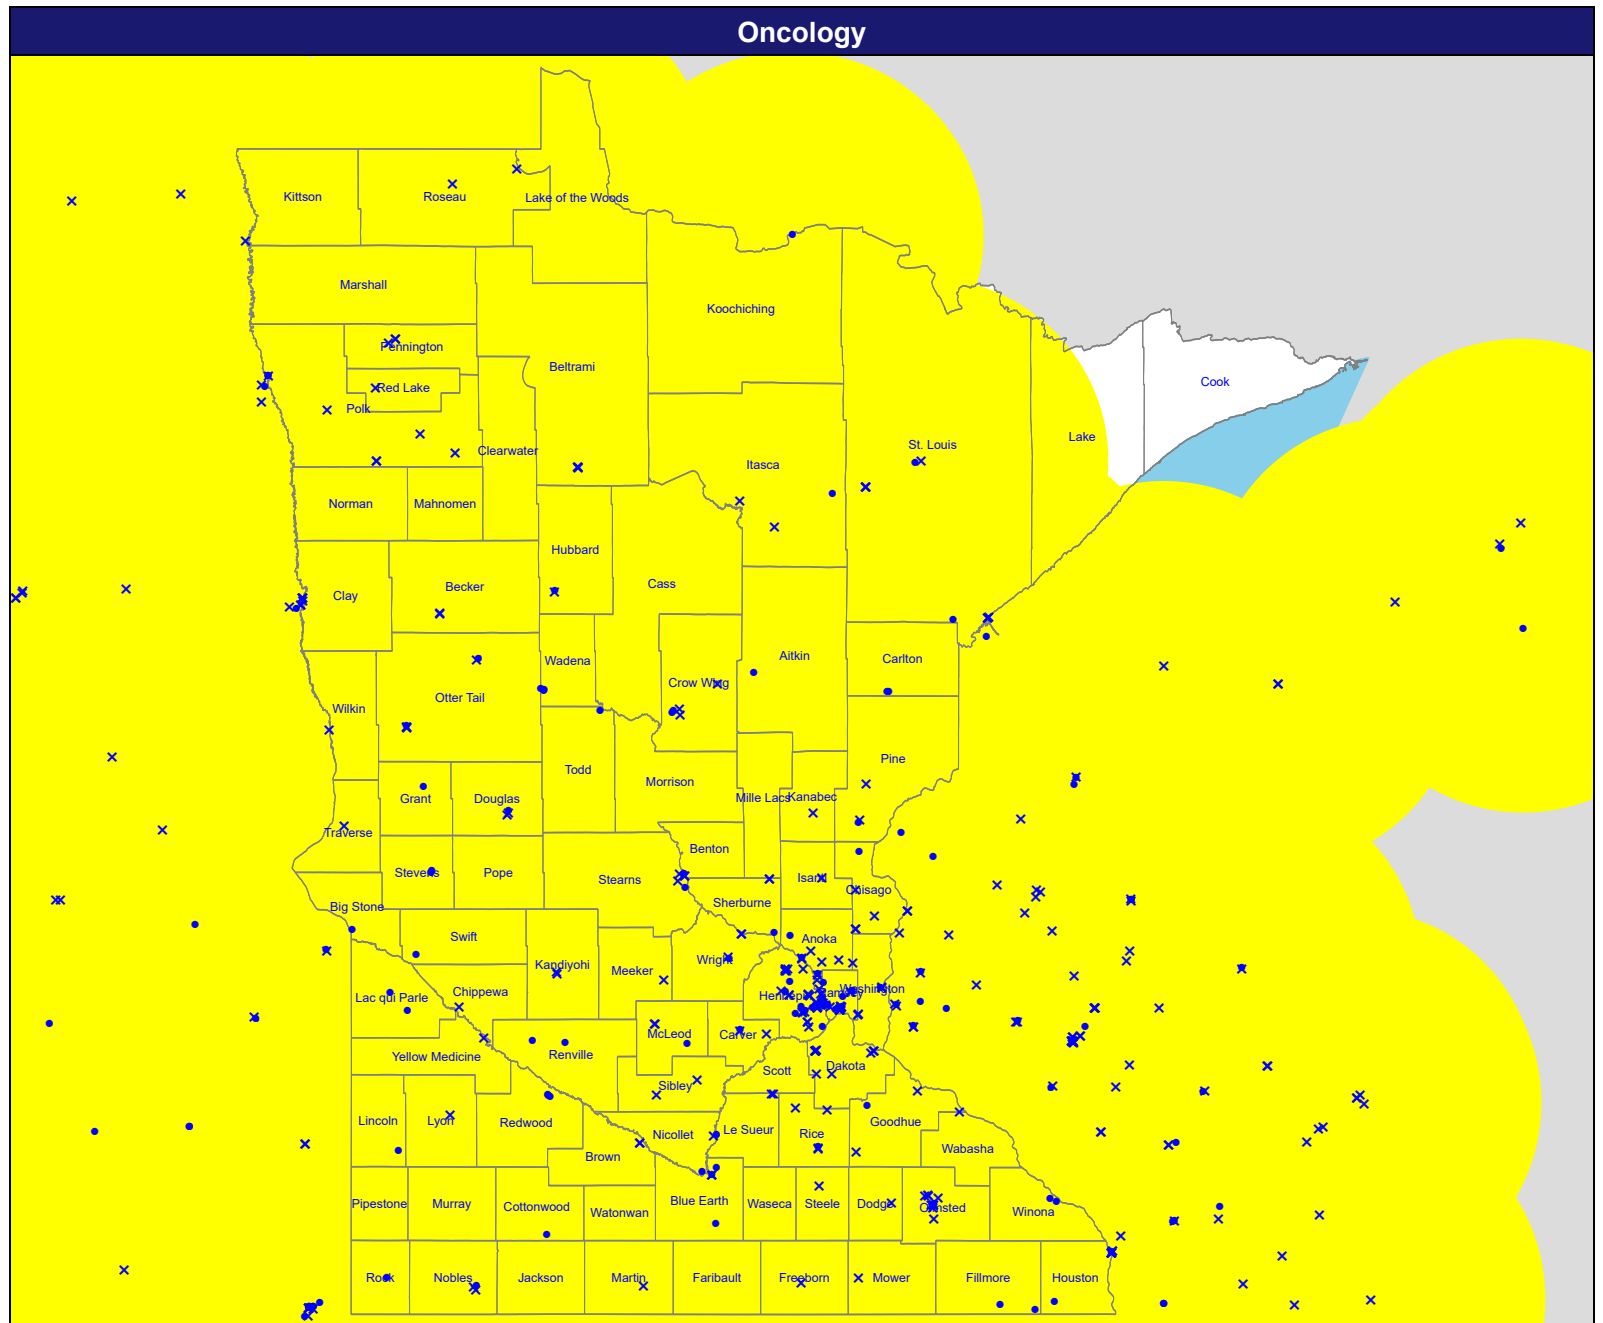 Oncology
Kittson
Roseau
Lake of the Woods
Marshall
Koochiching
Pennington
Beltrami
Red Lake
Polk
Cook
Lake
St. Louis
Clearwater
Itasca
Norman
Mahnomen
Hubbard
Cass
Clay
Becker
Wadena
Aitkin
Carlton
Crow Wing
Otter Tail
Wilkin
Pine
Todd
Morrison
Mille Lacs
Kanabec
Grant
Douglas
Traverse
Benton
Stevens
Pope
Stearns
Isanti
Chisago
Sherburne
Big Stone
Swift
Anoka
Wright
Kandiyohi
Meeker
Washington
Hennepin
Ramsey
Lac qui Parle
Chippewa
McLeod
Carver
Renville
Yellow Medicine
Scott
Dakota
Sibley
Lincoln
Lyon
Redwood
Goodhue
Le Sueur
Rice
Nicollet
Wabasha
Brown
Pipestone
Murray
Cottonwood
Watonwan
Blue Earth
Waseca
Steele
Dodge
Olmsted
Winona
Rock
Nobles
Jackson
Martin
Faribault
Freeborn
Mower
Fillmore
Houston